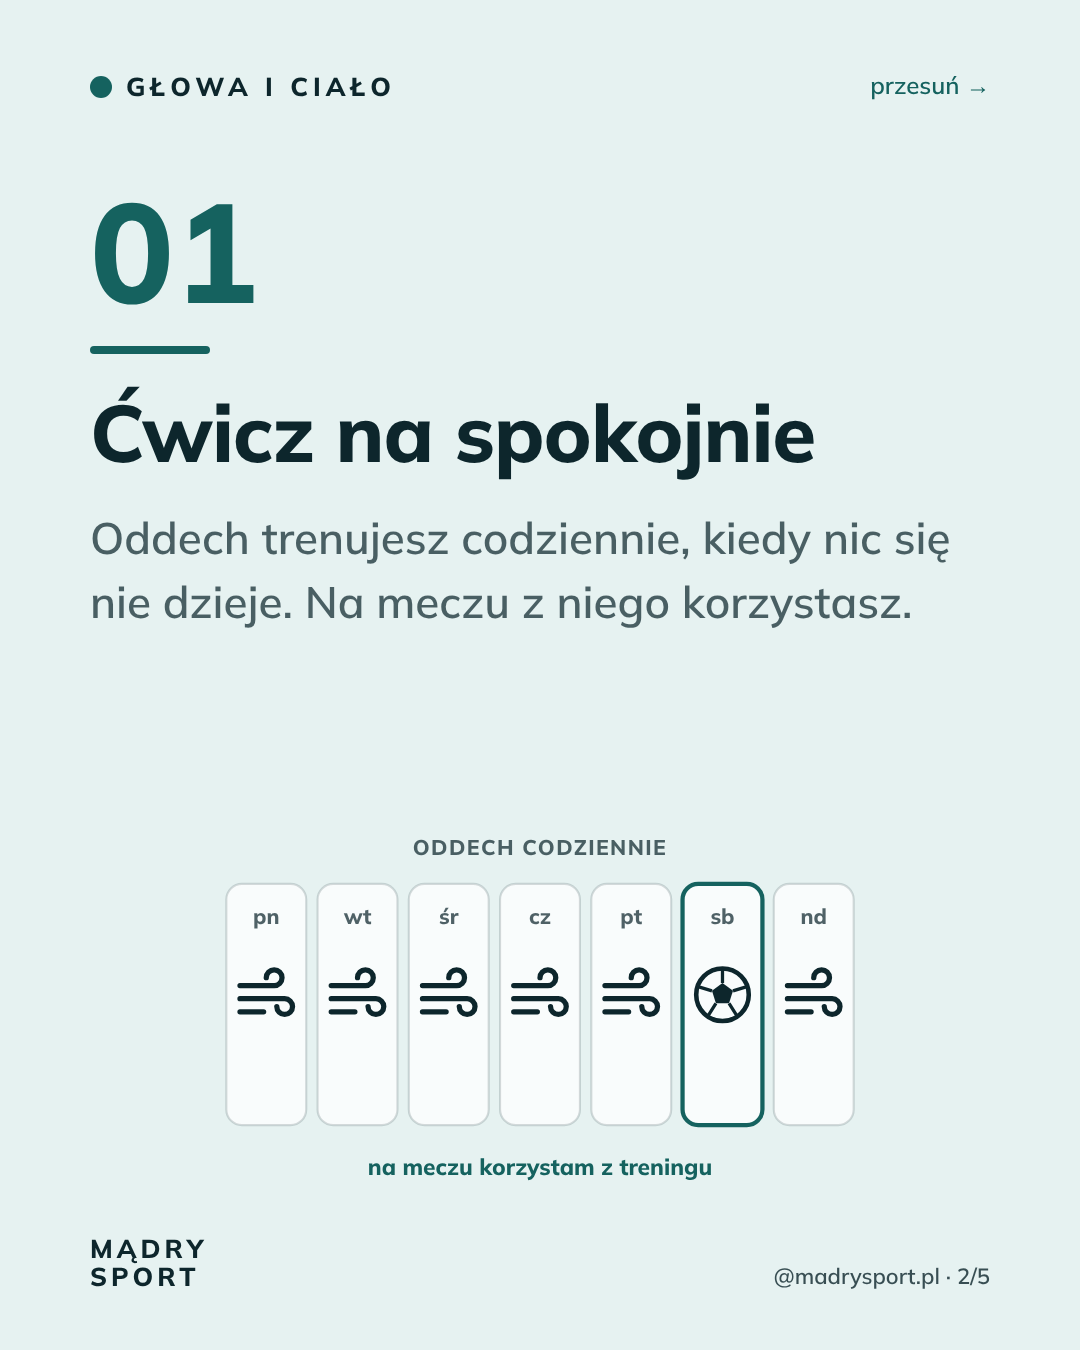 GŁOWA I CIAŁO
przesuń →
01
Ćwicz na spokojnie
Oddech trenujesz codziennie, kiedy nic się
nie dzieje. Na meczu z niego korzystasz.
ODDECH CODZIENNIE
pn wt śr cz pt sb nd
na meczu korzystam z treningu
MĄDRY
SPORT
@madrysport.pl · 2/5